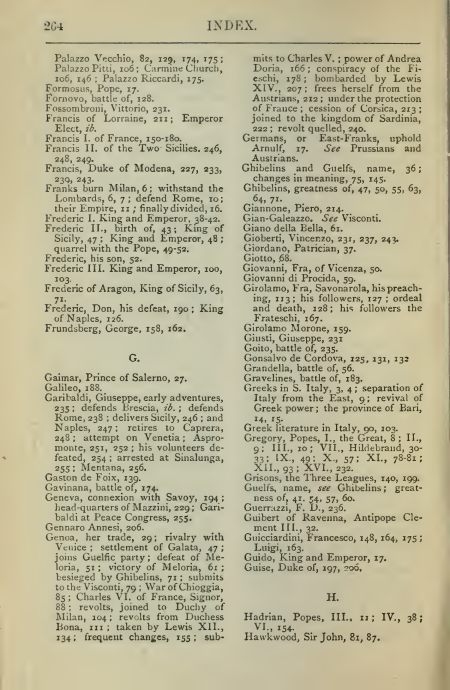 264
INDEX.
Palazzo Vecchio, 82, 129, 174, 175;
Palazzo Pitti, 106; Carmine Church,
106, 146; Palazzo Riccardi, 175.
Formosus, Pope, 17.
Fornovo, battle of, 128.
Fossombroni, Vittorio, 231.
Francis of Lorraine, 211; Emperor
Elect, ib.
Francis I. of France, 150-180.
Francis II. of the Two Sicilies. 246,
248, 249.
Francis, Duke of Modena, 227, 233,
239, 243.
Franks burn Milan, 6; withstand the
Lombards, 6, 7; defend Rome, 10;
their Empire, 11; finally divided, 16.
Frederic I. King and Emperor, 38-42.
Frederic II., birth of, 43; King of
Sicily, 47; King and Emperor, 48;
quarrel with the Pope, 49-52.
Frederic, his son, 52.
Frederic III. King and Emperor, 100,
103.
Frederic of Aragon, King of Sicily, 63,
71.
Frederic, Don, his defeat, 190; King
of Naples, 126.
Frundsberg, George, 158, 162.
G.
Gaimar, Prince of Salerno, 27.
Galileo, 188.
Garibaldi, Giuseppe, early adventures,
235; defends Brescia, ib.; defends
Rome, 238; delivers Sicily, 246; and
Naples, 247; retires to Caprera,
248; attempt on Venetia; Aspro-
monte, 251, 252; his volunteers de-
feated, 254; arrested at Sinalunga,
255; Mentana, 256.
Gaston de Foix, 139.
Gavinana, battle of, 174.
Geneva, connexion with Savoy, 194;
head-quarters of Mazzini, 229; Gari-
baldi at Peace Congress, 255.
Gennaro Annesi, 206.
Genoa, her trade, 29; rivalry with
Venice; settlement of Galata, 47;
joins Guelfic party; defeat of Me-
loria, 51; victory of Meloria, 61;
besieged by Ghibelins, 71; submits
to the Visconti, 79; War of Chioggia,
85; Charles VI. of France, Signor,
88; revolts, joined to Duchy of
Milan, 104; revolts from Duchess
Bona, 111; taken by Lewis XII.,
134; frequent changes, 155; sub-
mits to Charles V.; power of Andrea
Doria, 166; conspiracy of the Fi-
eschi, 178; bombarded by Lewis
XIV., 207; frees herself from the
Austrians, 212; under the protection
of France; cession of Corsica, 213;
joined to the kingdom of Sardinia,
222; revolt quelled, 240.
Germans, or East-Franks, uphold
Arnulf, 17. See Prussians and
Austrians.
Ghibelins and Guelfs, name, 36;
changes in meaning, 75, 145.
Ghibelins, greatness of, 47, 50, 55, 63,
64, 71.
Giannone, Piero, 214.
Gian-Galeazzo. See Visconti.
Giano della Bella, 61.
Gioberti, Vincenzo, 231, 237, 243.
Giordano, Patrician, 37.
Giotto, 68.
Giovanni, Fra, of Vicenza, 50.
Giovanni di Procida, 59.
Girolamo, Fra, Savonarola, his preach-
ing, 113; his followers, 127; ordeal
and death, 128; his followers the
Frateschi, 167.
Girolamo Morone, 159.
Giusti, Giuseppe, 231
Goito, battle of, 235.
Gonsalvo de Cordova, 125, 131, 132
Grandella, battle of, 56.
Gravelines, battle of, 183.
Greeks in S. Italy, 3, 4; separation of
Italy from the East, 9; revival of
Greek power; the province of Bari,
14, 15.
Greek literature in Italy, 90, 103.
Gregory, Popes, I., the Great, 8; II.,
9; III., 10; VII., Hildebrand, 30-
33; IX., 49; X., 57; XI., 78-81;
XII., 93; XVI., 232.
Grisons, the Three Leagues, 140, 199.
Guelfs, name, see Ghibelins; great-
ness of, 41, 54, 57, 60.
Guerrazzi, F. D., 236.
Guibert of Ravenna, Antipope Cle-
ment III., 32.
Guicciardini, Francesco, 148, 164, 175;
Luigi, 163.
Guido, King and Emperor, 17.
Guise, Duke of, 197, 206.
H.
Hadrian, Popes, III., 11; IV., 38;
VI., 154.
Hawkwood, Sir John, 81, 87.